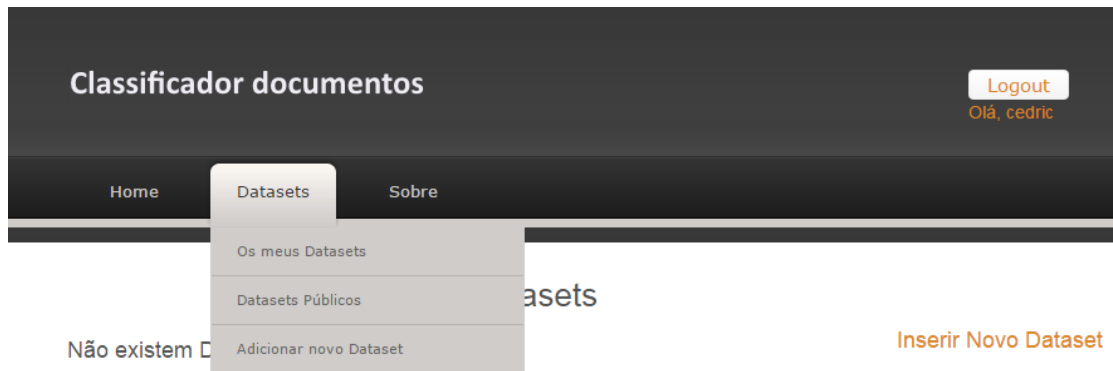 Classificador documentos
Logout
Olá, cedric
Home Datasets Sobre
Os meus Datasets
Datasets Públicos
Adicionar novo Dataset
asets
Não existem D
Inserir Novo Dataset